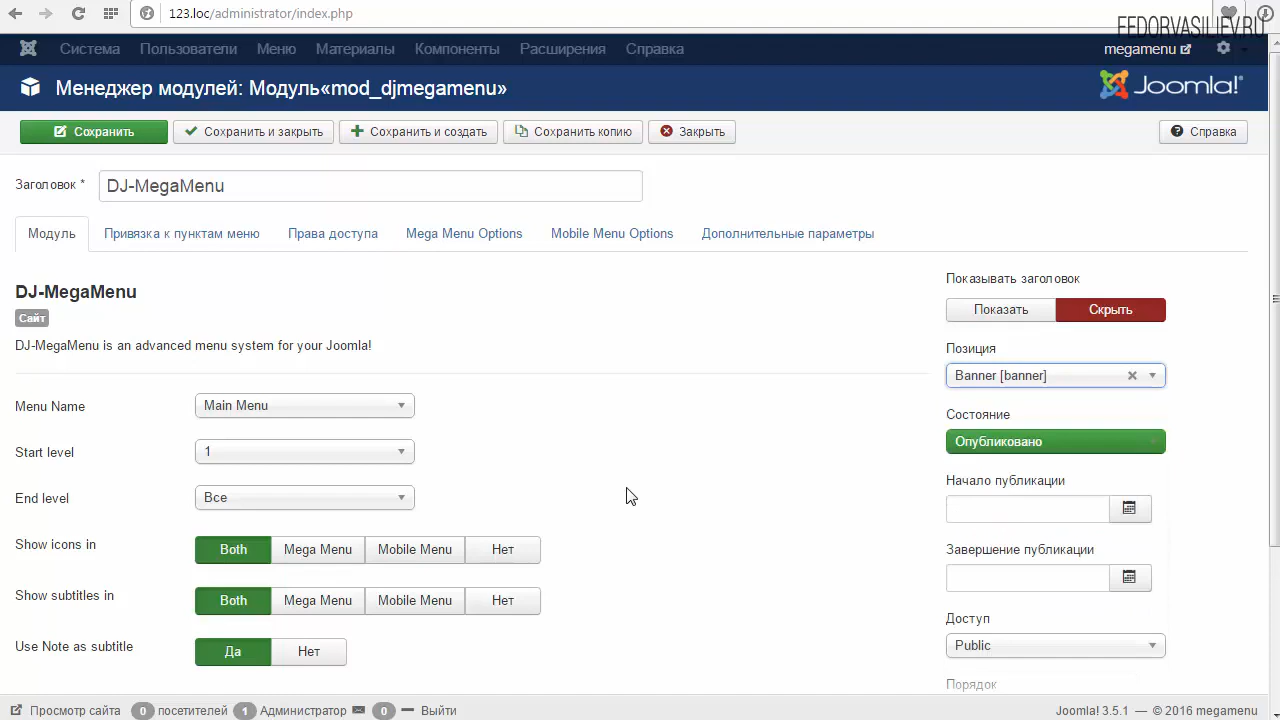 123.loc/administrator/index.php
FEDORVASILIEV.RU
Система Пользователи Меню Материалы Компоненты Расширения Справка megamenu
Менеджер модулей: Модуль«mod_djmegamenu» Joomla!
Сохранить Сохранить и закрыть Сохранить и создать Сохранить копию Закрыть Справка
Заголовок * DJ-MegaMenu
Модуль Привязка к пунктам меню Права доступа Mega Menu Options Mobile Menu Options Дополнительные параметры
DJ-MegaMenu
Сайт
DJ-MegaMenu is an advanced menu system for your Joomla!
Menu Name Main Menu
Start level 1
End level Все
Show icons in Both Mega Menu Mobile Menu Нет
Show subtitles in Both Mega Menu Mobile Menu Нет
Use Note as subtitle Да Нет
Показывать заголовок
Показать Скрыть
Позиция
Banner [banner]
Состояние
Опубликовано
Начало публикации
Завершение публикации
Доступ
Public
Порядок
Просмотр сайта 0 посетителей 1 Администратор 0 Выйти Joomla! 3.5.1 — © 2016 megamenu